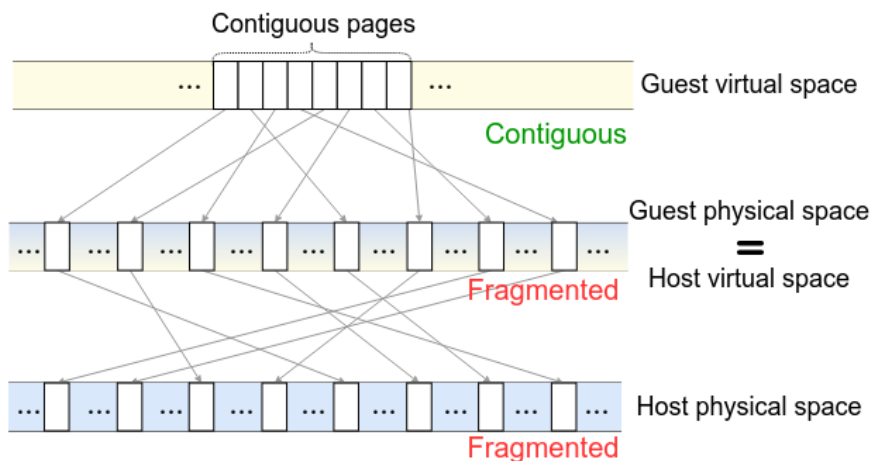 Contiguous pages
... ... Guest virtual space
Contiguous
Guest physical space
... ... ... ... ... ... ... ... ... =
Host virtual space
Fragmented
... ... ... ... ... ... ... ... ... Host physical space
Fragmented